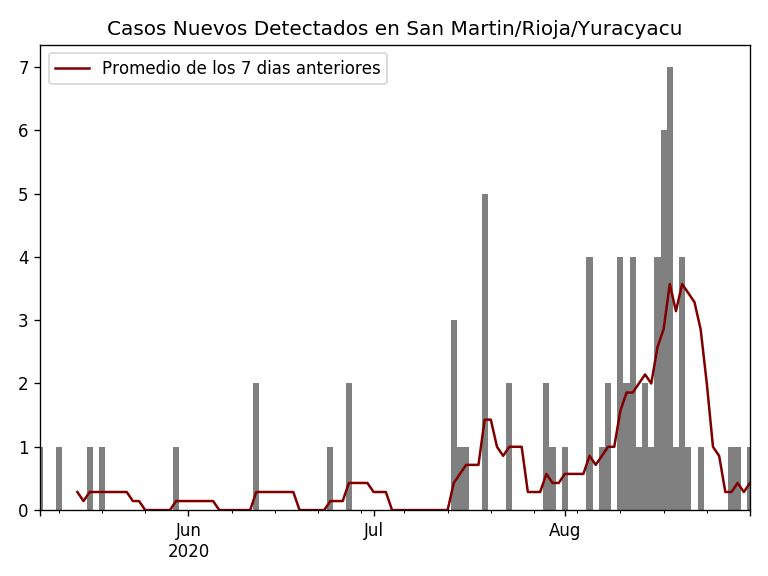 Casos Nuevos Detectados en San Martin/Rioja/Yuracyacu
Promedio de los 7 dias anteriores
7
6
5
4
3
2
1
0
Jun
2020
Jul
Aug